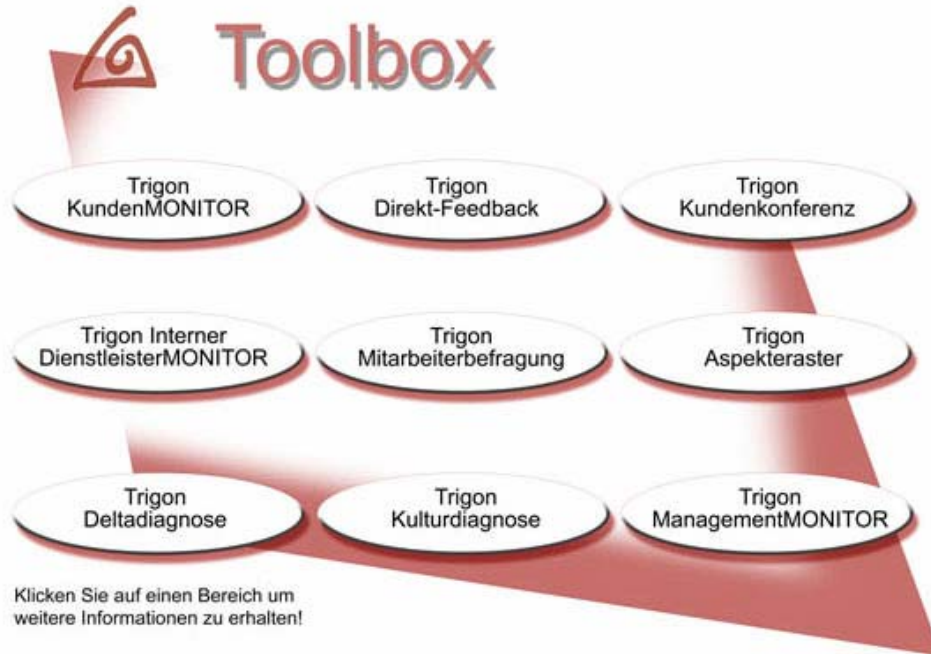 Toolbox
Trigon
KundenMONITOR
Trigon
Direkt-Feedback
Trigon
Kundenkonferenz
Trigon Interner
DienstleisterMONITOR
Trigon
Mitarbeiterbefragung
Trigon
Aspekteraster
Trigon
Deltadiagnose
Trigon
Kulturdiagnose
Trigon
ManagementMONITOR
Klicken Sie auf einen Bereich um
weitere Informationen zu erhalten!